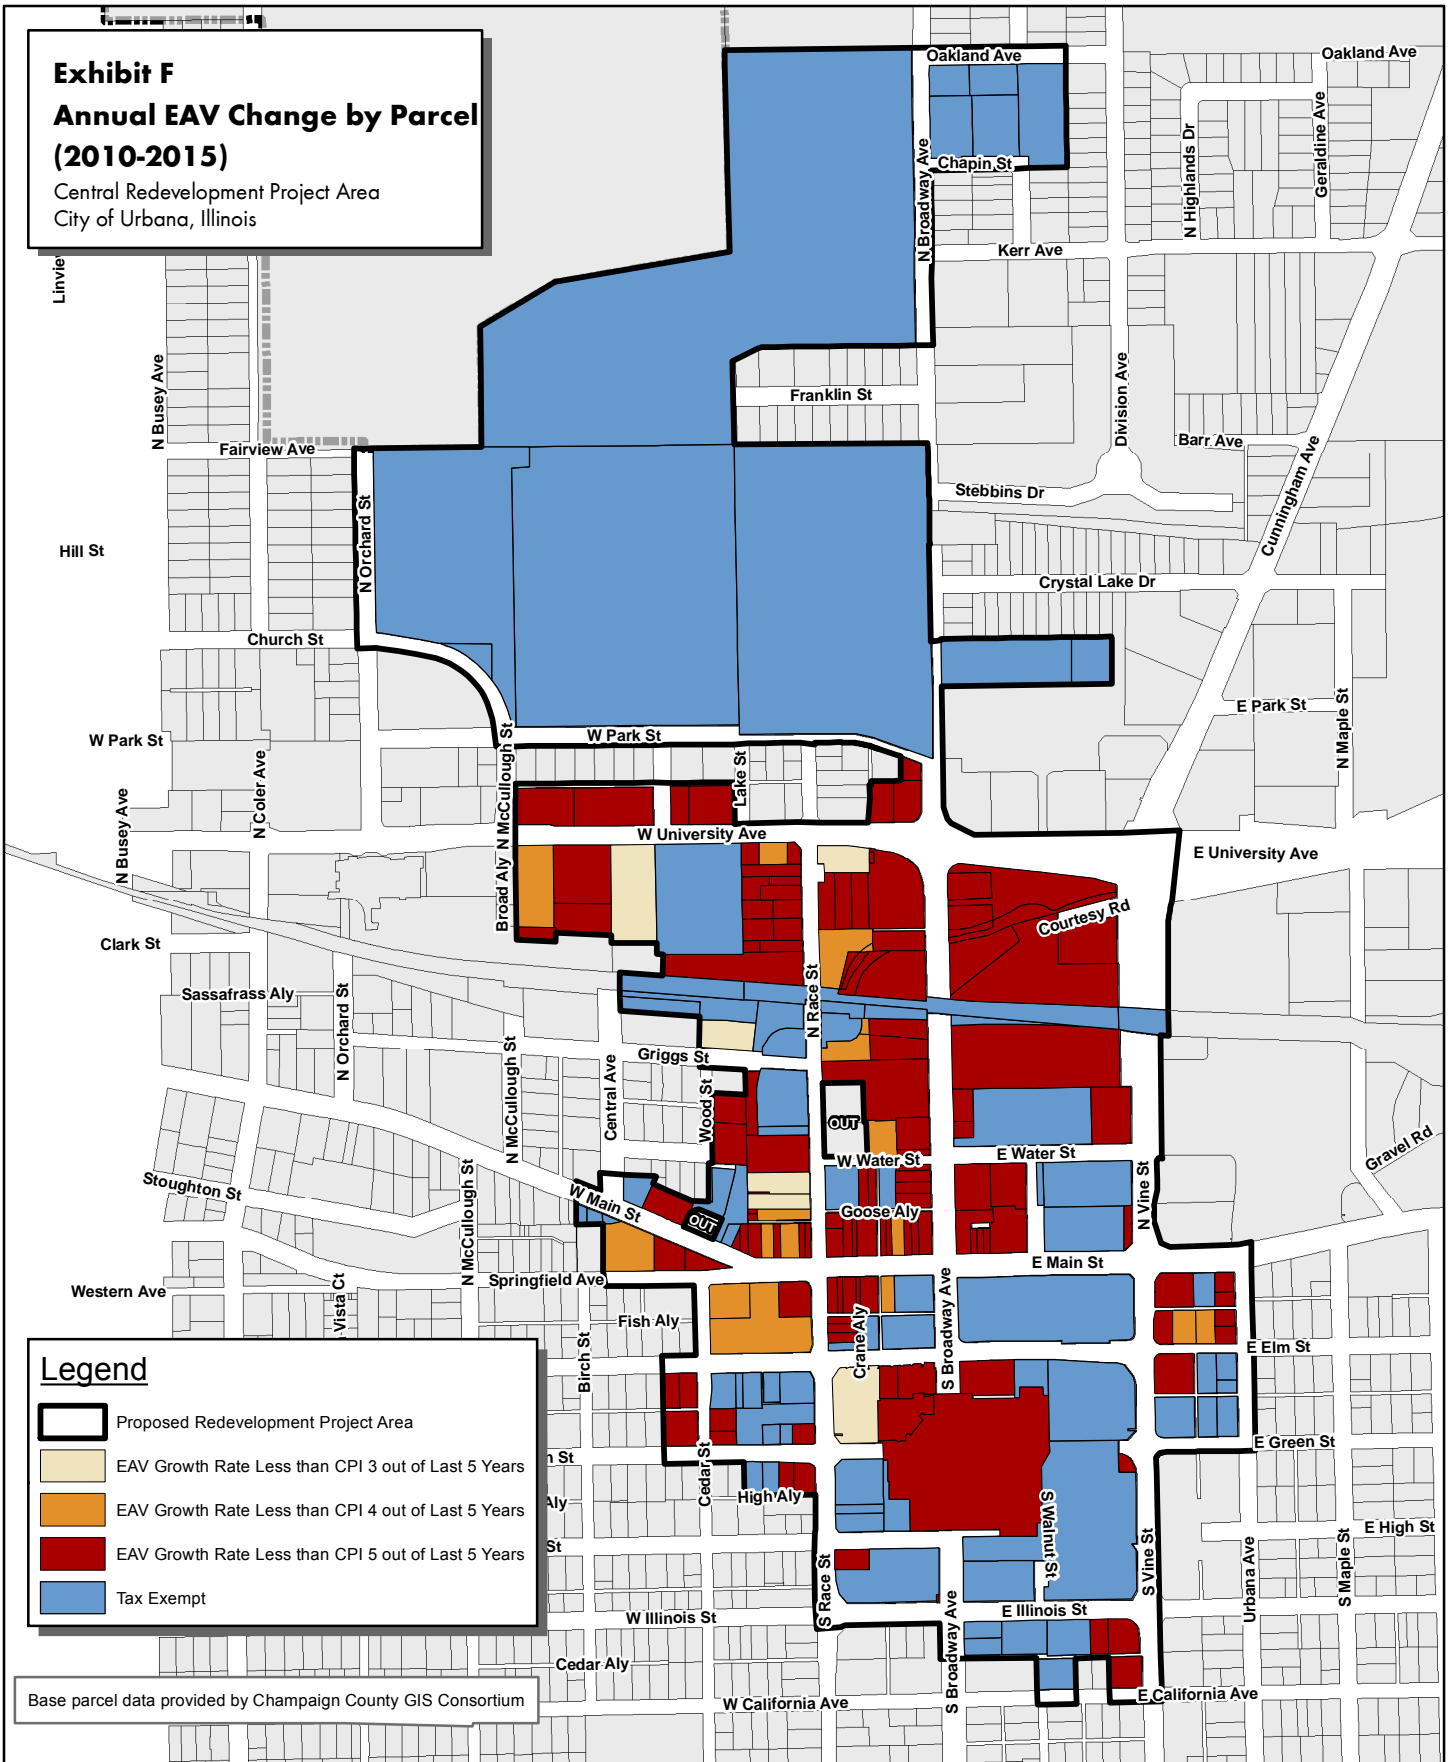 Exhibit F
Annual EAV Change by Parcel
(2010-2015)
Central Redevelopment Project Area
City of Urbana, Illinois
Oakland Ave
Oakland Ave
Chapin St
N Broadway Ave
N Highlands Dr
Geraldine Ave
Kerr Ave
N Busey Ave
Franklin St
Division Ave
Barr Ave
Cunningham Ave
Fairview Ave
Stebbins Dr
N Orchard St
Hill St
Crystal Lake Dr
Church St
E Park St
N Maple St
W Park St
W Park St
N McCullough St
Lake St
N Coler Ave
N Busey Ave
W University Ave
E University Ave
Broad Aly
Courtesy Rd
Clark St
Sassafrass Aly
N Orchard St
N Race St
N McCullough St
Central Ave
Griggs St
Wood St
OUT
W Water St
E Water St
Gravel Rd
Stoughton St
N McCullough St
W Main St
OUT
Goose Aly
N Vine St
E Main St
Western Ave
Vista Ct
Springfield Ave
Fish Aly
Birch St
Crane Aly
S Broadway Ave
E Elm St
E Green St
Cedar St
High Aly
S Walnut St
E High St
S Race St
S Vine St
Urbana Ave
S Maple St
W Illinois St
E Illinois St
S Broadway Ave
Cedar Aly
W California Ave
E California Ave
Legend
Proposed Redevelopment Project Area
EAV Growth Rate Less than CPI 3 out of Last 5 Years
EAV Growth Rate Less than CPI 4 out of Last 5 Years
EAV Growth Rate Less than CPI 5 out of Last 5 Years
Tax Exempt
n St
Aly
St
Base parcel data provided by Champaign County GIS Consortium